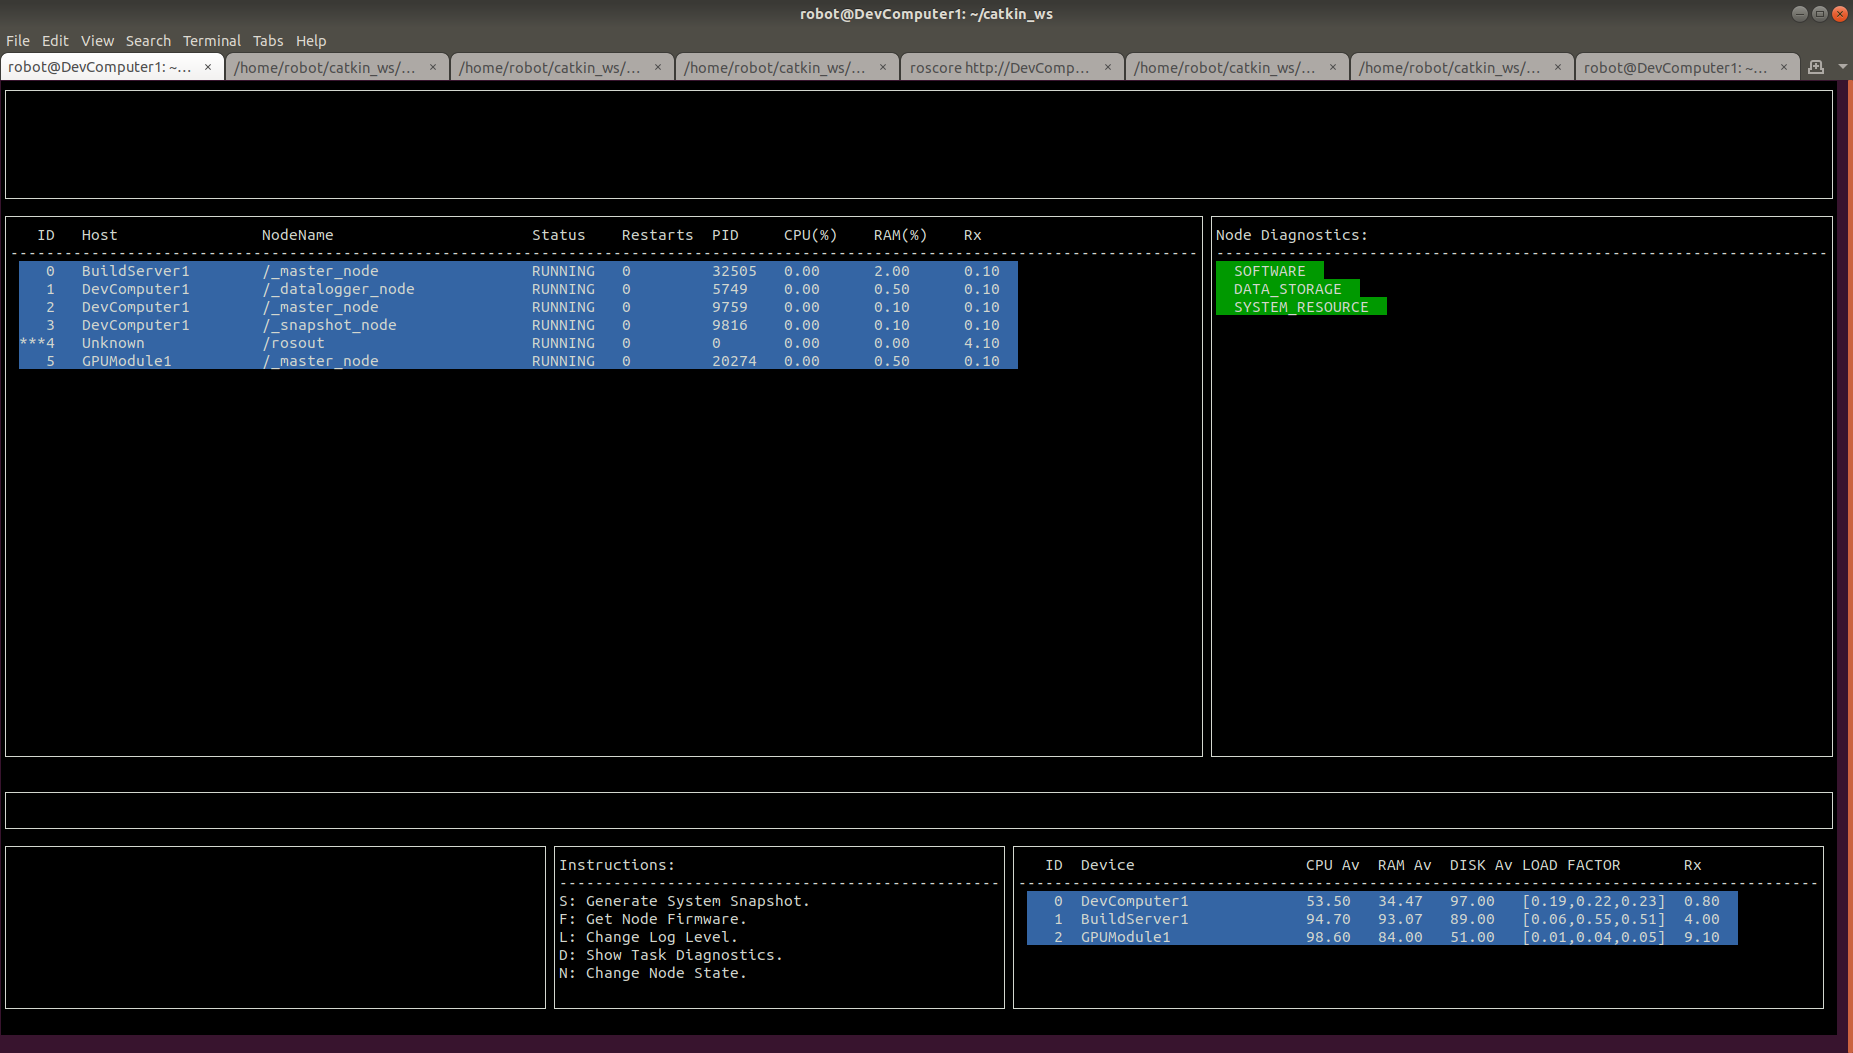 robot@DevComputer1: ~/catkin_ws
File Edit View Search Terminal Tabs Help
robot@DevComputer1: ~... × /home/robot/catkin_ws/... × /home/robot/catkin_ws/... × /home/robot/catkin_ws/... × roscore http://DevComp... × /home/robot/catkin_ws/... × /home/robot/catkin_ws/... × robot@DevComputer1: ~... ×
ID Host NodeName Status Restarts PID CPU(%) RAM(%) Rx
0 BuildServer1 /_master_node RUNNING 0 32505 0.00 2.00 0.10
1 DevComputer1 /_datalogger_node RUNNING 0 5749 0.00 0.50 0.10
2 DevComputer1 /_master_node RUNNING 0 9759 0.00 0.10 0.10
3 DevComputer1 /_snapshot_node RUNNING 0 9816 0.00 0.10 0.10
***4 Unknown /rosout RUNNING 0 0 0.00 0.00 4.10
5 GPUModule1 /_master_node RUNNING 0 20274 0.00 0.50 0.10
Node Diagnostics:
SOFTWARE
DATA_STORAGE
SYSTEM_RESOURCE
Instructions:
S: Generate System Snapshot.
F: Get Node Firmware.
L: Change Log Level.
D: Show Task Diagnostics.
N: Change Node State.
ID Device CPU Av RAM Av DISK Av LOAD FACTOR Rx
0 DevComputer1 53.50 34.47 97.00 [0.19,0.22,0.23] 0.80
1 BuildServer1 94.70 93.07 89.00 [0.06,0.55,0.51] 4.00
2 GPUModule1 98.60 84.00 51.00 [0.01,0.04,0.05] 9.10